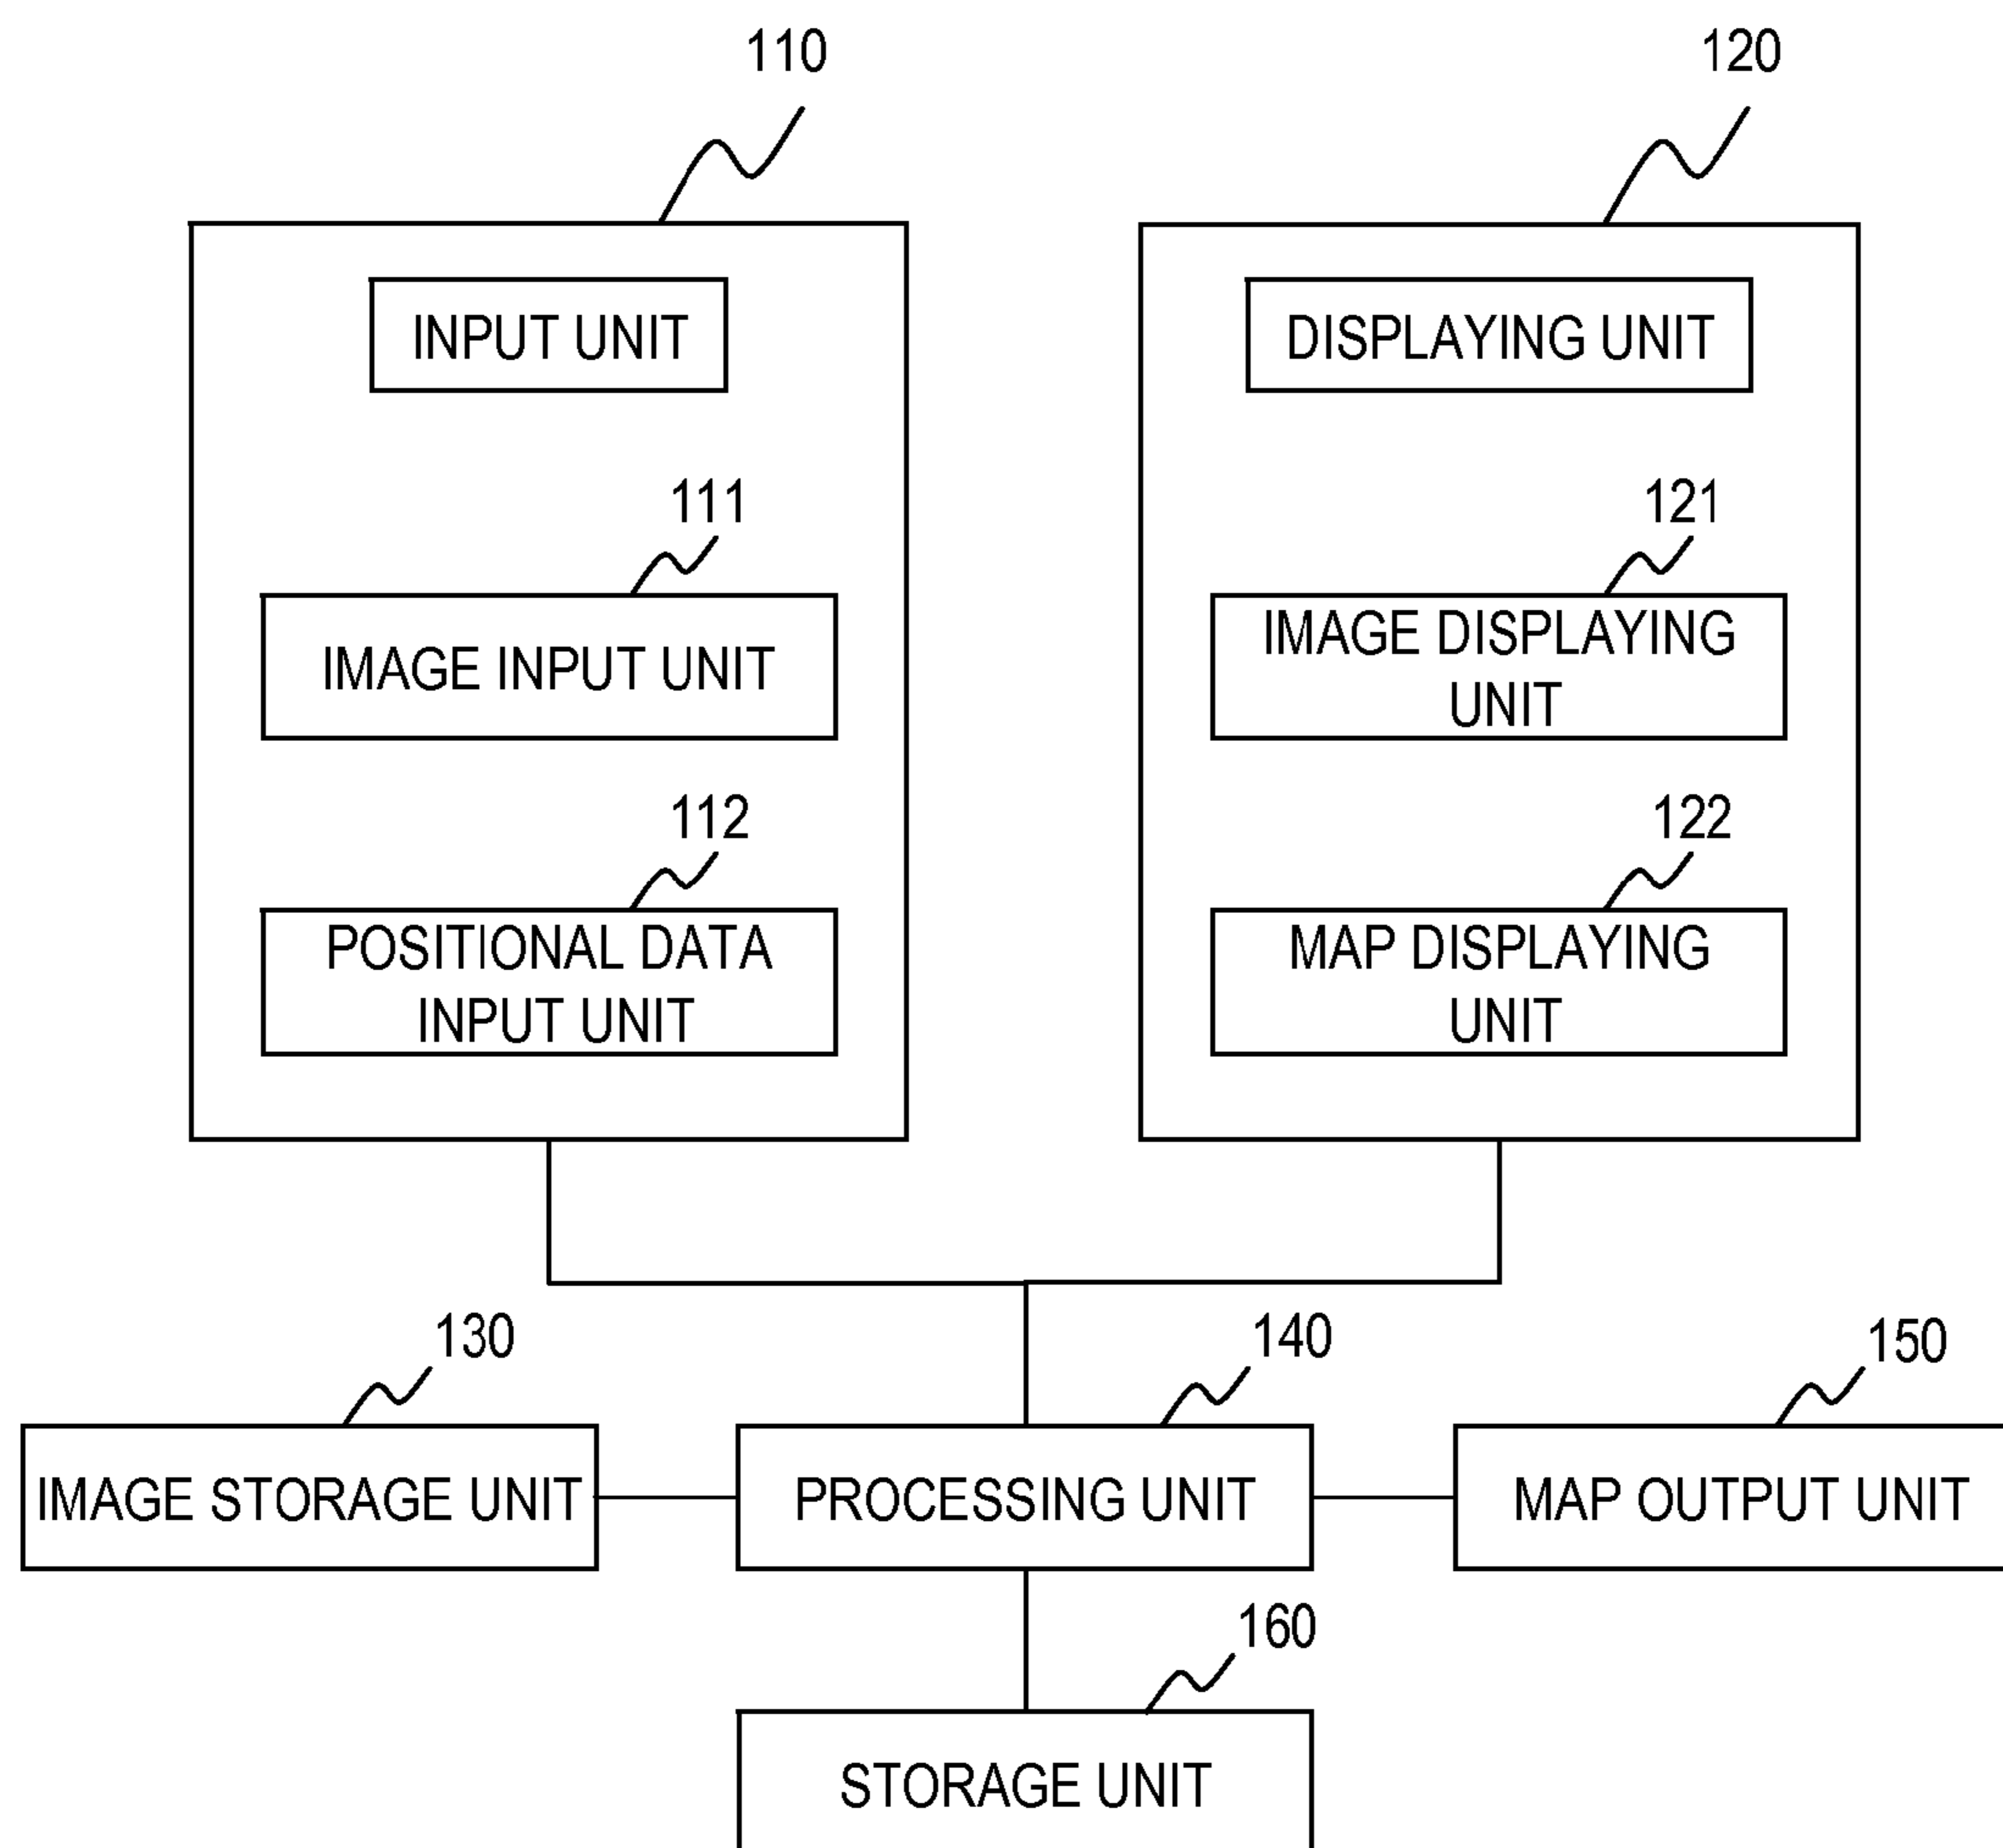 110
120
INPUT UNIT
DISPLAYING UNIT
111
121
IMAGE INPUT UNIT
IMAGE DISPLAYING
UNIT
112
122
POSITIONAL DATA
INPUT UNIT
MAP DISPLAYING
UNIT
130
140
150
IMAGE STORAGE UNIT
PROCESSING UNIT
MAP OUTPUT UNIT
160
STORAGE UNIT